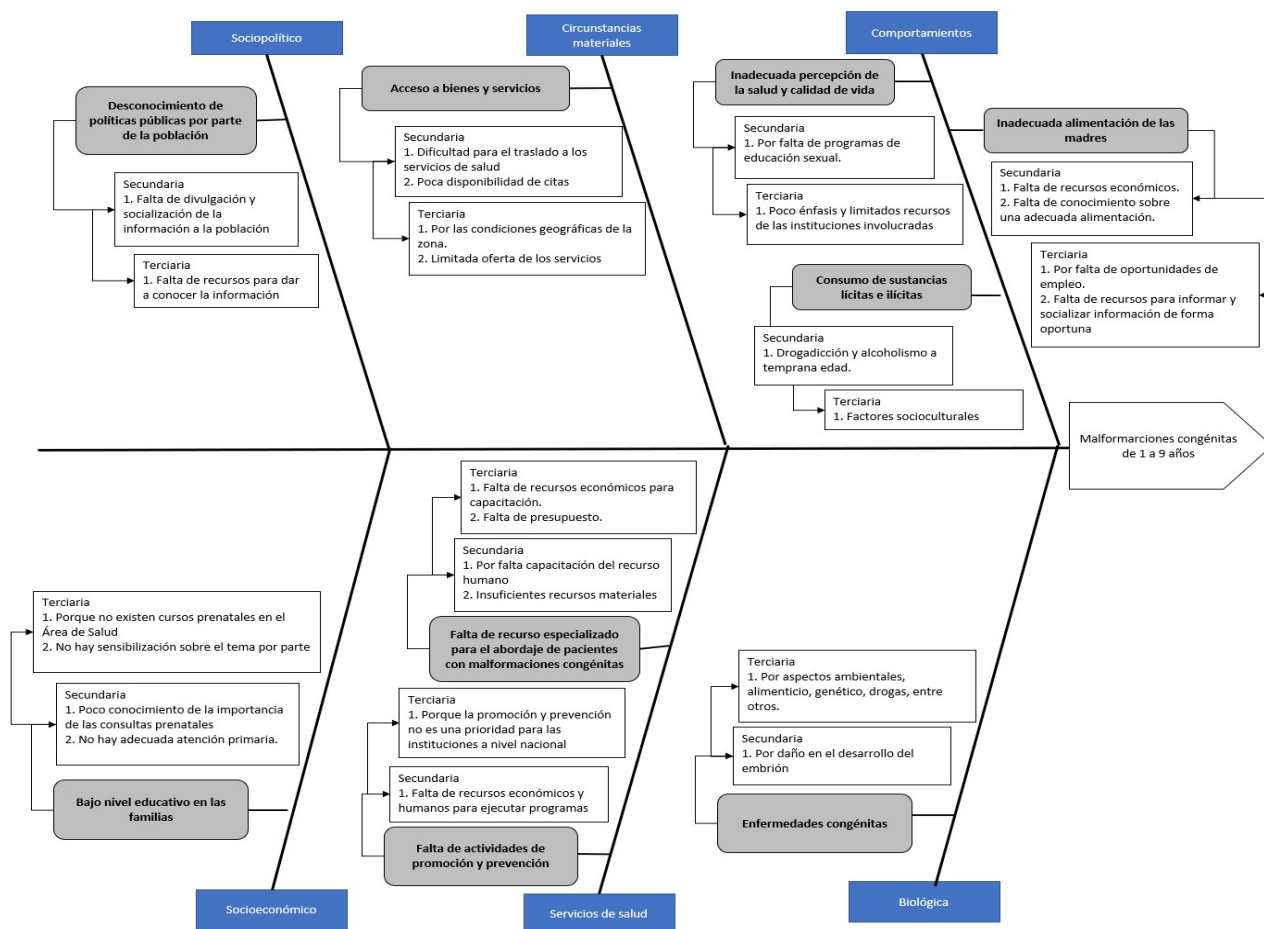 Sociopolítico
Desconocimiento de
políticas públicas por parte
de la población
Secundaria
1. Falta de divulgación y
socialización de la
información a la población
Terciaria
1. Falta de recursos para dar
a conocer la información
Circunstancias
materiales
Acceso a bienes y servicios
Secundaria
1. Dificultad para el traslado a los
servicios de salud
2. Poca disponibilidad de citas
Terciaria
1. Por las condiciones geográficas de la
zona.
2. Limitada oferta de los servicios
Comportamientos
Inadecuada percepción de
la salud y calidad de vida
Secundaria
1. Por falta de programas de
educación sexual.
Terciaria
1. Poco énfasis y limitados recursos
de las instituciones involucradas
Consumo de sustancias
lícitas e ilícitas
Secundaria
1. Drogadicción y alcoholismo a
temprana edad.
Terciaria
1. Factores socioculturales
Inadecuada alimentación de las
madres
Secundaria
1. Falta de recursos económicos.
2. Falta de conocimiento sobre
una adecuada alimentación.
Terciaria
1. Por falta de oportunidades de
empleo.
2. Falta de recursos para informar y
socializar información de forma
oportuna
Malformarciones congénitas
de 1 a 9 años
Terciaria
1. Porque no existen cursos prenatales en el
Área de Salud
2. No hay sensibilización sobre el tema por parte
Secundaria
1. Poco conocimiento de la importancia
de las consultas prenatales
2. No hay adecuada atención primaria.
Bajo nivel educativo en las
familias
Socioeconómico
Terciaria
1. Falta de recursos económicos para
capacitación.
2. Falta de presupuesto.
Secundaria
1. Por falta capacitación del recurso
humano
2. Insuficientes recursos materiales
Falta de recurso especializado
para el abordaje de pacientes
con malformaciones congénitas
Terciaria
1. Porque la promoción y prevención
no es una prioridad para las
instituciones a nivel nacional
Secundaria
1. Falta de recursos económicos y
humanos para ejecutar programas
Falta de actividades de
promoción y prevención
Servicios de salud
Terciaria
1. Por aspectos ambientales,
alimenticio, genético, drogas, entre
otros.
Secundaria
1. Por daño en el desarrollo del
embrión
Enfermedades congénitas
Biológica